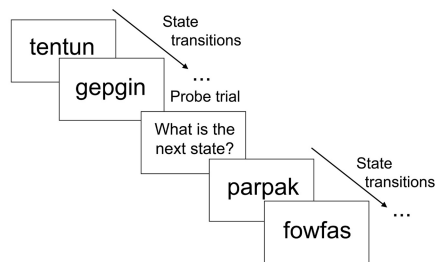 State
transitions
tentun
...
gepgin
Probe trial
What is the
next state?
State
transitions
parpak
...
fowfas